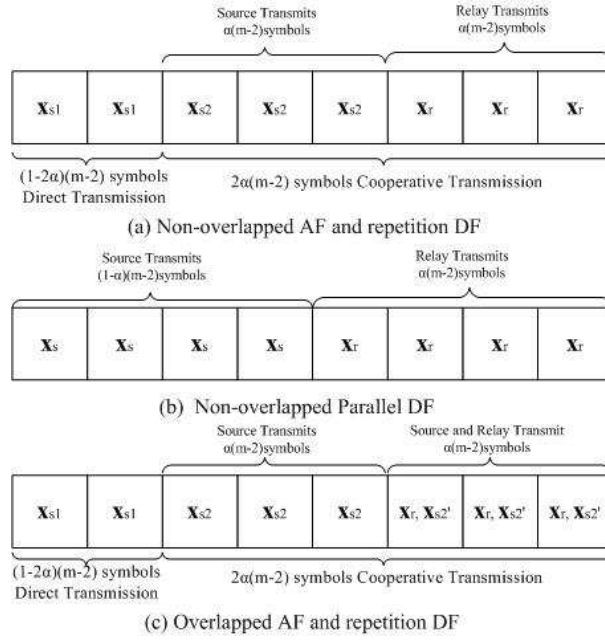 Source Transmits
α(m-2)symbols
Relay Transmits
α(m-2)symbols
Xs1 Xs1 Xs2 Xs2 Xs2 Xr Xr Xr
(1-2α)(m-2) symbols
Direct Transmission
2α(m-2) symbols Cooperative Transmission
(a) Non-overlapped AF and repetition DF
Source Transmits
(1-α)(m-2)symbols
Relay Transmits
α(m-2)symbols
Xs Xs Xs Xs Xr Xr Xr Xr
(b) Non-overlapped Parallel DF
Source Transmits
α(m-2)symbols
Source and Relay Transmit
α(m-2)symbols
Xs1 Xs1 Xs2 Xs2 Xs2 Xr, Xs2' Xr, Xs2' Xr, Xs2'
(1-2α)(m-2) symbols
Direct Transmission
2α(m-2) symbols Cooperative Transmission
(c) Overlapped AF and repetition DF